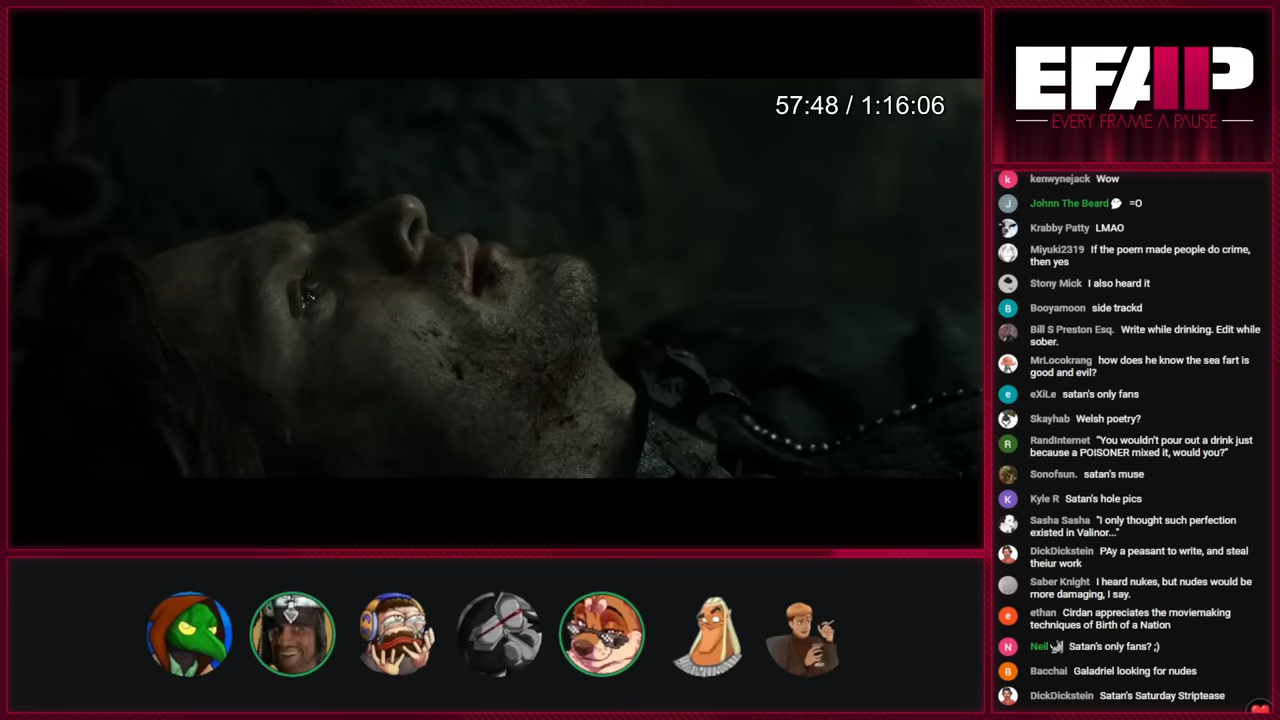 57:48 / 1:16:06
EFAP
EVERY FRAME A PAUSE
kenwynejack Wow
Johnn The Beard =O
Krabby Patty LMAO
Miyuki2319 If the poem made people do crime,
then yes
Stony Mick I also heard it
Booyamoon side trackd
Bill S Preston Esq. Write while drinking. Edit while
sober.
MrLocokrang how does he know the sea fart is
good and evil?
eXiLe satan's only fans
Skayhab Welsh poetry?
RandInternet “You wouldn’t pour out a drink just
because a POISONER mixed it, would you?”
Sonofsun. satan's muse
Kyle R Satan's hole pics
Sasha Sasha "I only thought such perfection
existed in Valinor..."
DickDickstein PAy a peasant to write, and steal
theiur work
Saber Knight I heard nukes, but nudes would be
more damaging, I say.
ethan Cirdan appreciates the moviemaking
techniques of Birth of a Nation
Neil Satan's only fans? ;)
Bacchai Galadriel looking for nudes
DickDickstein Satan's Saturday Striptease